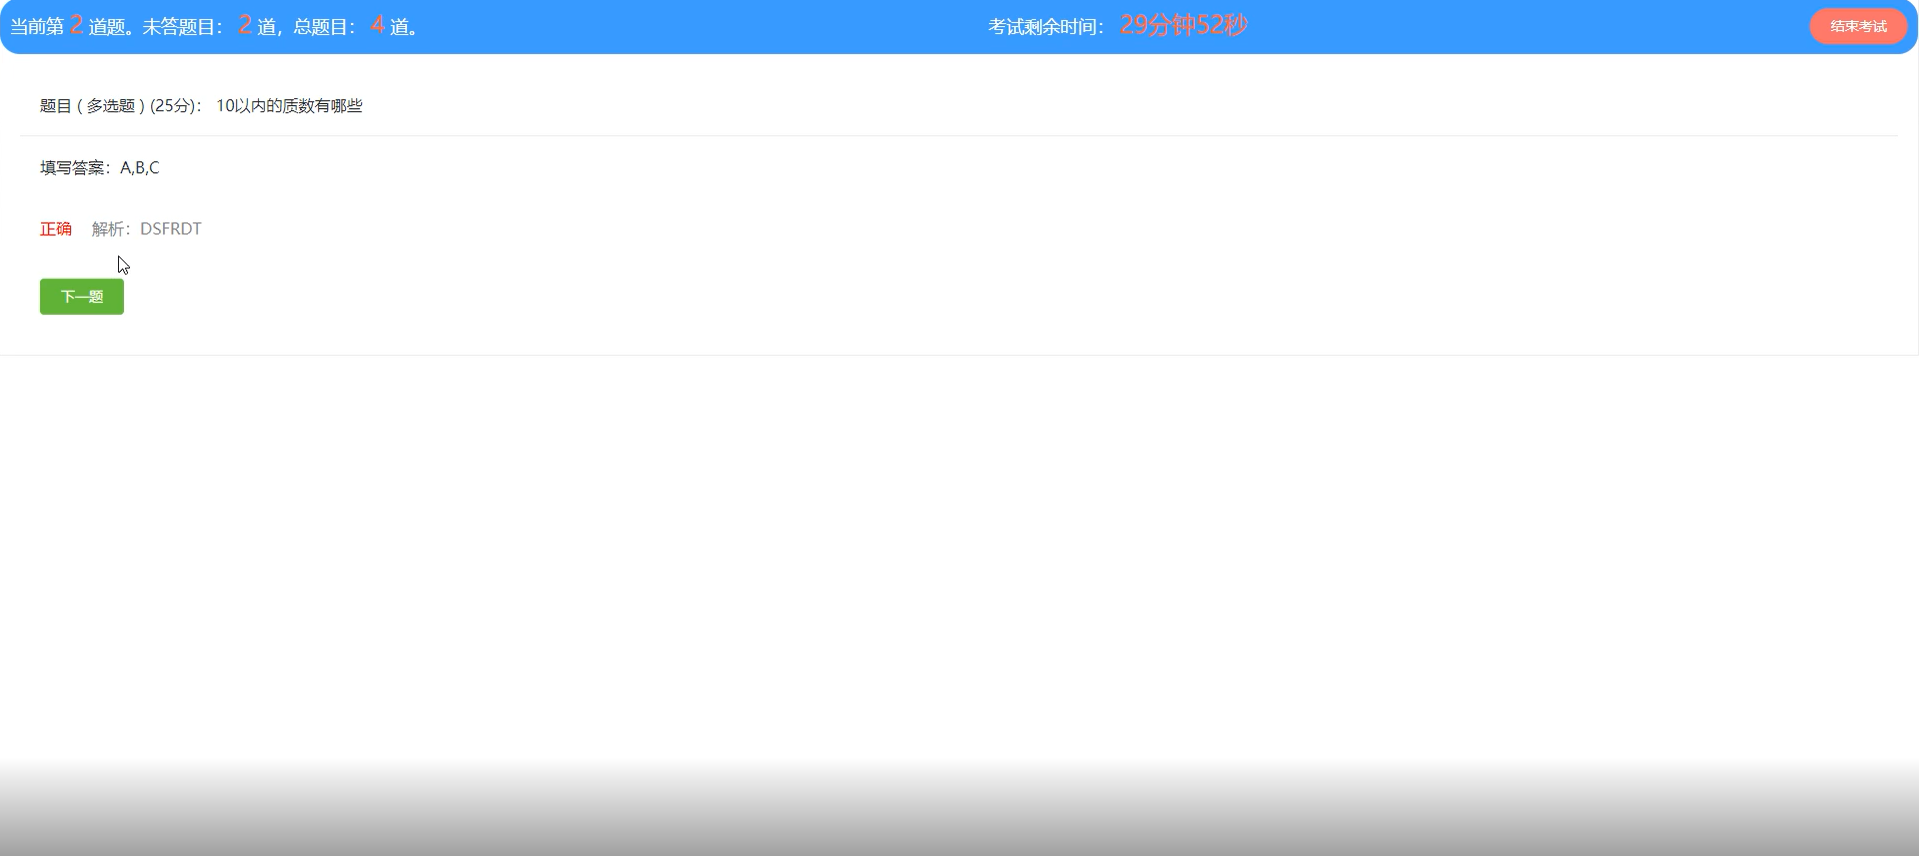 当前第 2 道题。未答题目： 2 道，总题目： 4 道。
考试剩余时间： 29分钟52秒
结束考试
题目 ( 多选题 ) (25分)： 10以内的质数有哪些
填写答案：A,B,C
正确 解析：DSFRDT
下一题